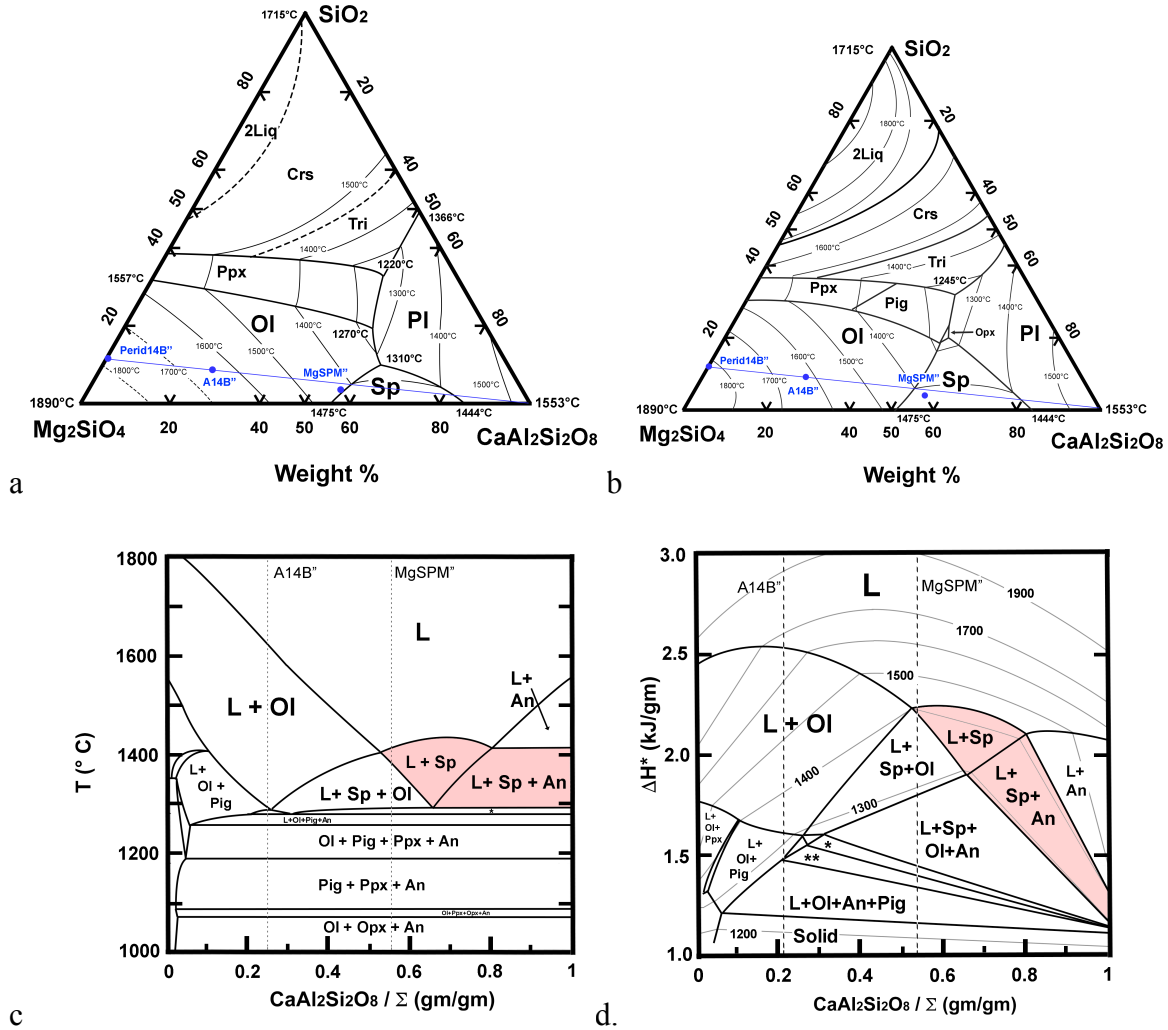 1715°C
SiO2
80
20
2Liq
60
Crs
40
50
1500°C
50
1366°C
40
Tri
60
1400°C
1220°C
Ppx
1557°C
1300°C
Ol
Pl
80
20
1400°C
1270°C
1400°C
1500°C
1310°C
1600°C
Perid14B”
A14B”
MgSPM”
Sp
1800°C
1700°C
1500°C
1890°C
1475°C
1444°C
1553°C
Mg2SiO4
20
40
50
60
80
CaAl2Si2O8
Weight %
a
SiO2
1715°C
80
20
1800°C
2Liq
60
40
50
Crs
50
40
1600°C
60
Tri
1400°C
1245°C
Ppx
Pig
1300°C
1400°C
20
Ol
1400°C
Opx
Pl
80
1500°C
Perid14B”
1600°C
A14B”
MgSPM”
Sp
1800°C
1700°C
1500°C
1890°C
1475°C
1444°C
1553°C
Mg2SiO4
20
40
50
60
80
CaAl2Si2O8
Weight %
b
1800
1600
1400
1200
1000
T (° C)
A14B”
MgSPM”
L
L+
An
L + Ol
L + Sp
L+
Ol +
Pig
L + Sp + Ol
L + Sp + An
*
L+Ol+Pig+An
Ol + Pig + Ppx + An
Pig + Ppx + An
Ol+Ppx+Opx+An
Ol + Opx + An
0
0.2
0.4
0.6
0.8
1
CaAl2Si2O8 / Σ (gm/gm)
c
3.0
2.5
2.0
1.5
1.0
ΔH* (kJ/gm)
A14B”
L
MgSPM”
1900
1700
1500
L + Ol
L+
Sp+Ol
L+Sp
1400
L+
Sp+
An
L+
An
1300
L+
Ol+
Ppx
L+
Ol+
Pig
*
**
L+Sp+
Ol+An
L+Ol+An+Pig
1200
Solid
0
0.2
0.4
0.6
0.8
1.0
CaAl2Si2O8 / Σ (gm/gm)
d.